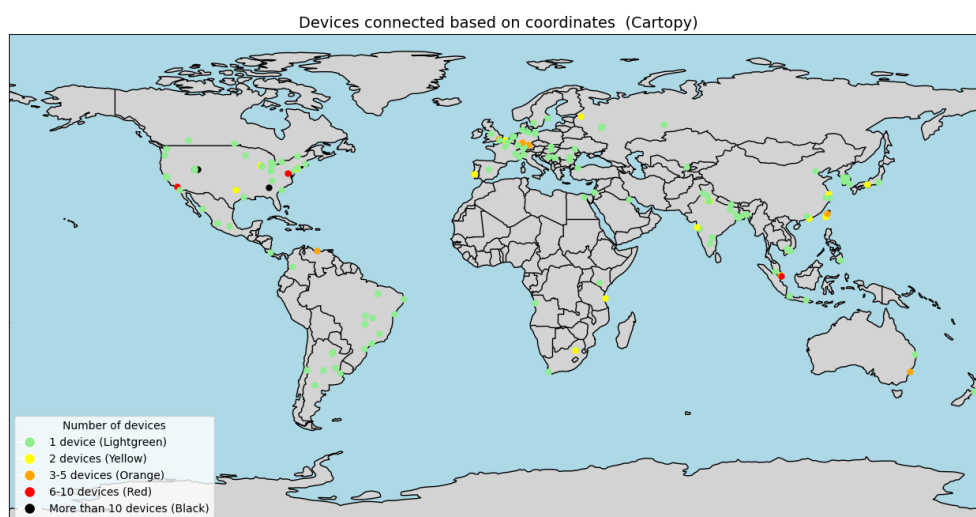 Devices connected based on coordinates  (Cartopy)
Number of devices
1 device (Lightgreen)
2 devices (Yellow)
3-5 devices (Orange)
6-10 devices (Red)
More than 10 devices (Black)